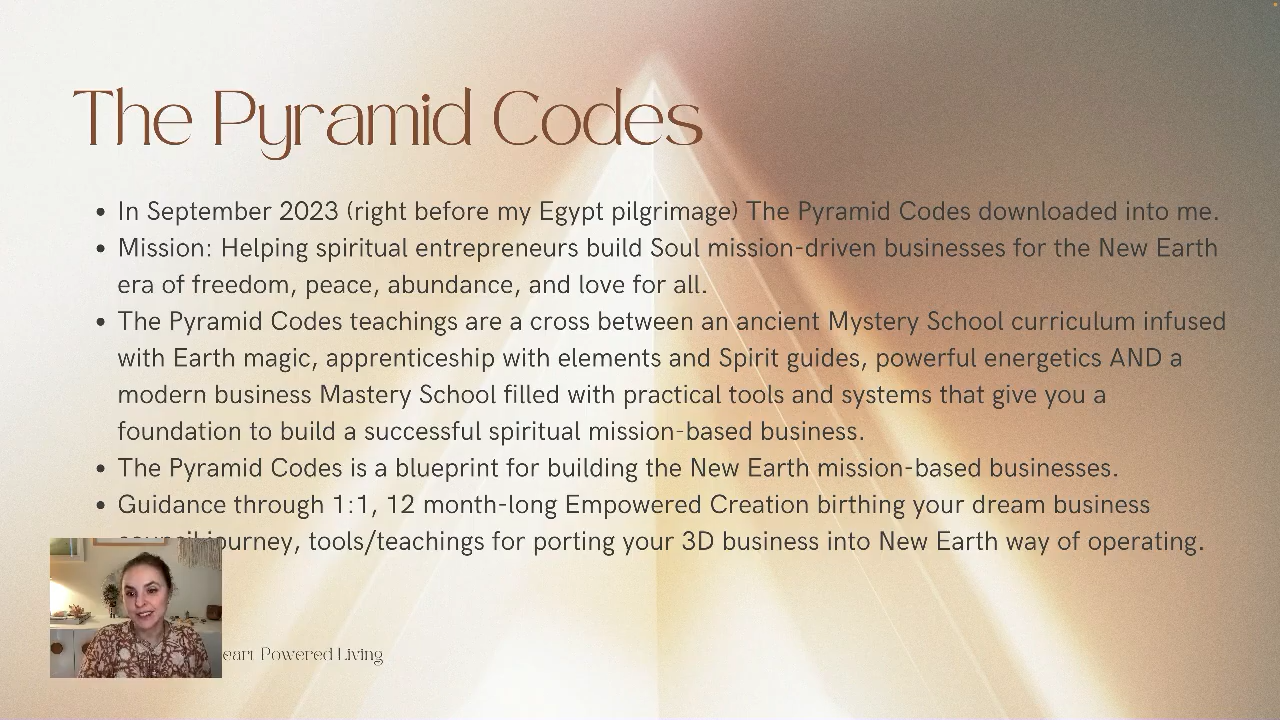 The Pyramid Codes
• In September 2023 (right before my Egypt pilgrimage) The Pyramid Codes downloaded into me.
• Mission: Helping spiritual entrepreneurs build Soul mission-driven businesses for the New Earth
era of freedom, peace, abundance, and love for all.
• The Pyramid Codes teachings are a cross between an ancient Mystery School curriculum infused
with Earth magic, apprenticeship with elements and Spirit guides, powerful energetics AND a
modern business Mastery School filled with practical tools and systems that give you a
foundation to build a successful spiritual mission-based business.
• The Pyramid Codes is a blueprint for building the New Earth mission-based businesses.
• Guidance through 1:1, 12 month-long Empowered Creation birthing your dream business
council journey, tools/teachings for porting your 3D business into New Earth way of operating.
Powered Living